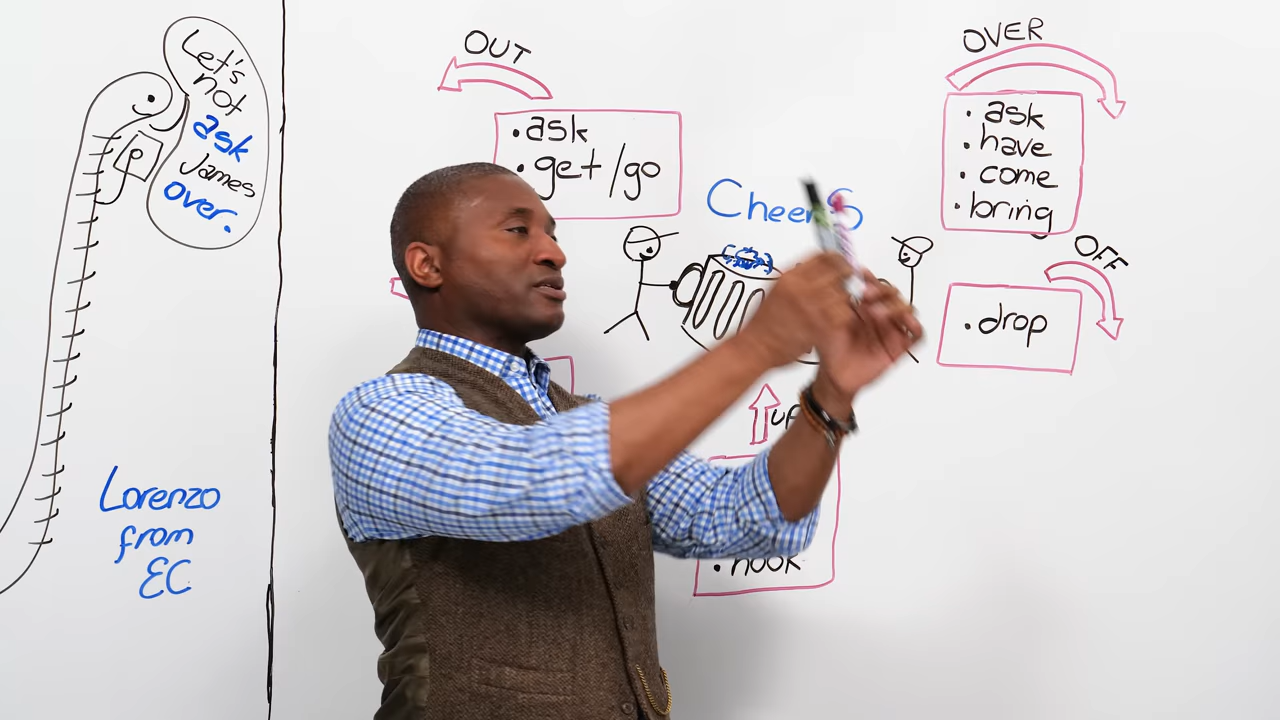 Let's
not
ask
James
over.
P
Lorenzo
from
EC
OUT
• ask
• get/go
Cheers
UP
• hook
OVER
• ask
• have
• come
• bring
OFF
• drop